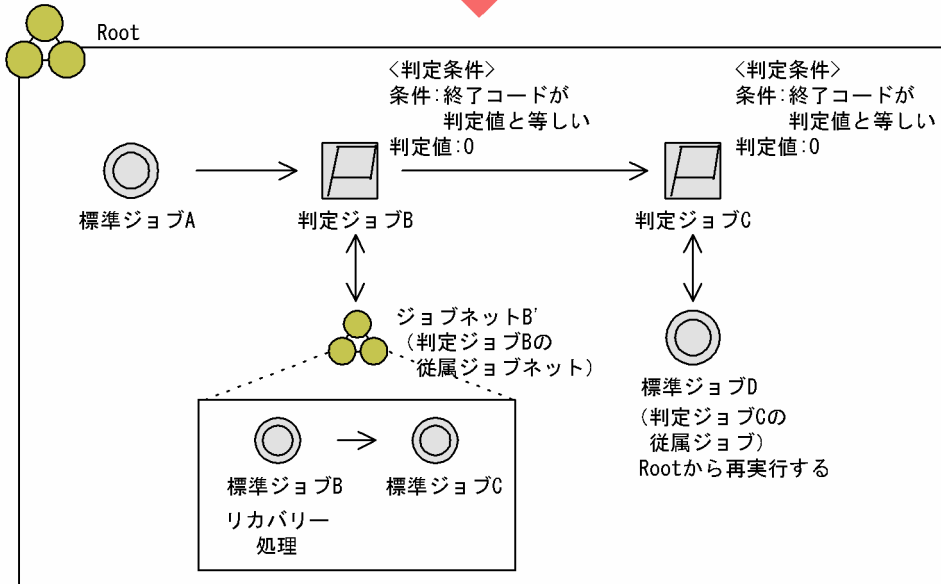 Root
<判定条件>
条件:終了コードが
判定値と等しい
判定値:0
<判定条件>
条件:終了コードが
判定値と等しい
判定値:0
標準ジョブA
判定ジョブB
判定ジョブC
ジョブネットB'
(判定ジョブBの
従属ジョブネット)
標準ジョブD
(判定ジョブCの
従属ジョブ)
Rootから再実行する
標準ジョブB
標準ジョブC
リカバリー
処理